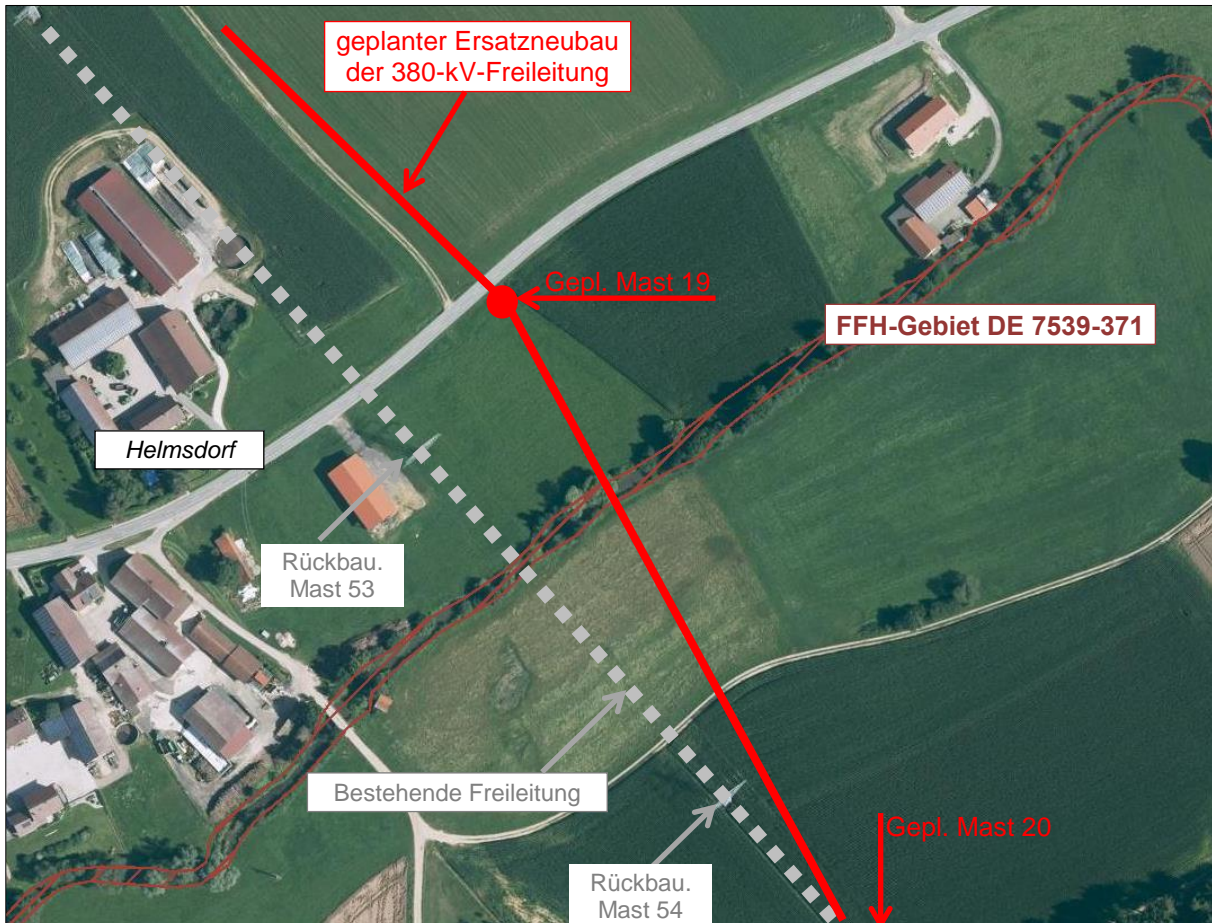 geplanter Ersatzneubau
der 380-kV-Freileitung
Gepl. Mast 19
FFH-Gebiet DE 7539-371
Helmsdorf
Rückbau.
Mast 53
Bestehende Freileitung
Gepl. Mast 20
Rückbau.
Mast 54